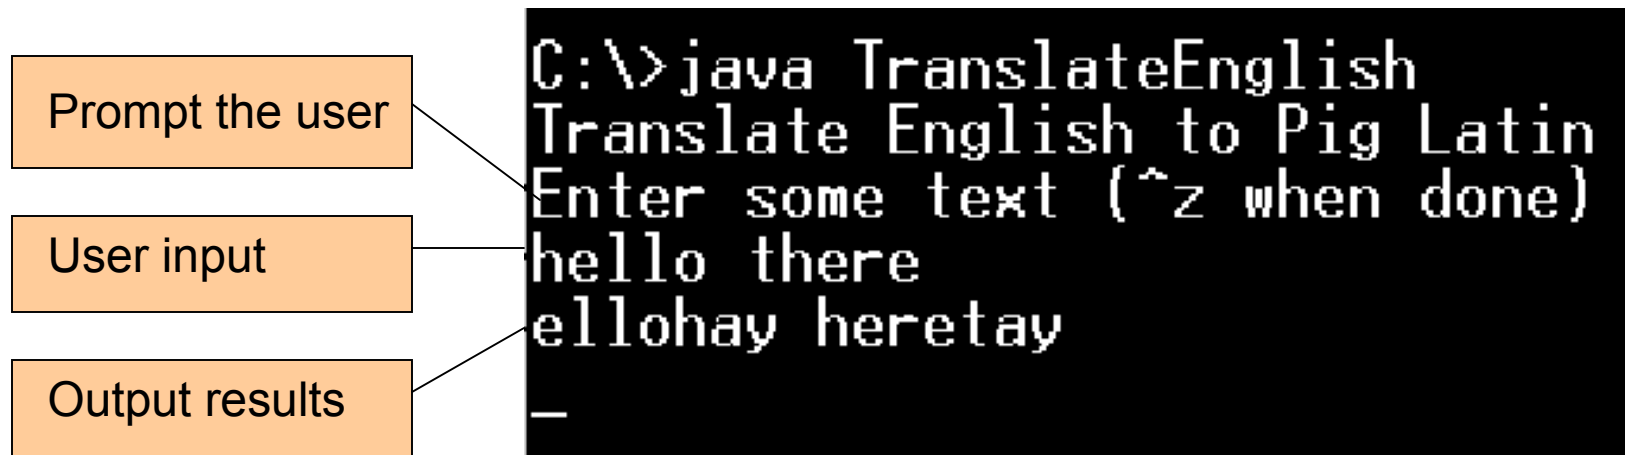 Prompt the user
User input
Output results
C:\>java TranslateEnglish
Translate English to Pig Latin
Enter some text (^z when done)
hello there
ellohay heretay
_